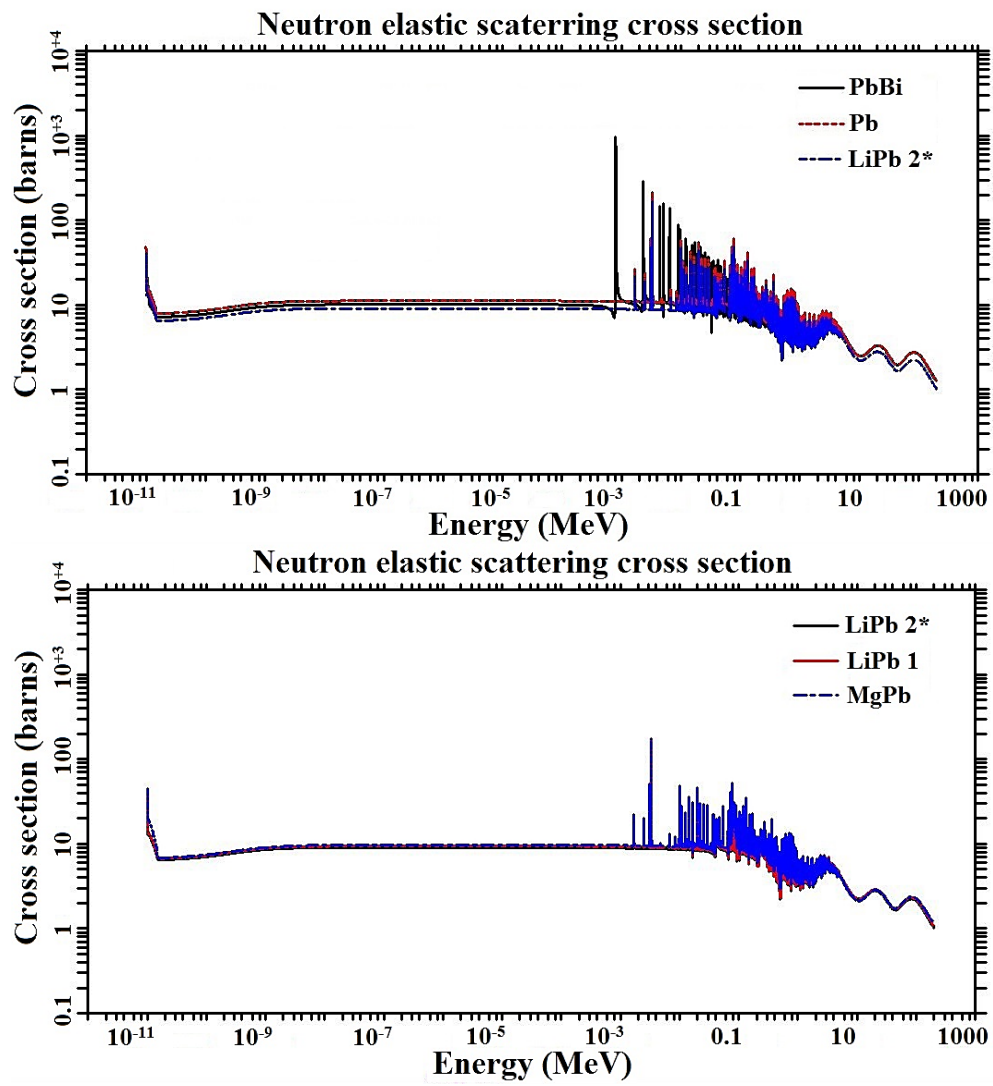 Neutron elastic scaterring cross section
Cross section (barns)
10+4
10+3
100
10
1
0.1
PbBi
Pb
LiPb 2*
10-11
10-9
10-7
10-5
10-3
0.1
10
1000
Energy (MeV)
Neutron elastic scattering cross section
Cross section (barns)
10+4
10+3
100
10
1
0.1
LiPb 2*
LiPb 1
MgPb
10-11
10-9
10-7
10-5
10-3
0.1
10
1000
Energy (MeV)